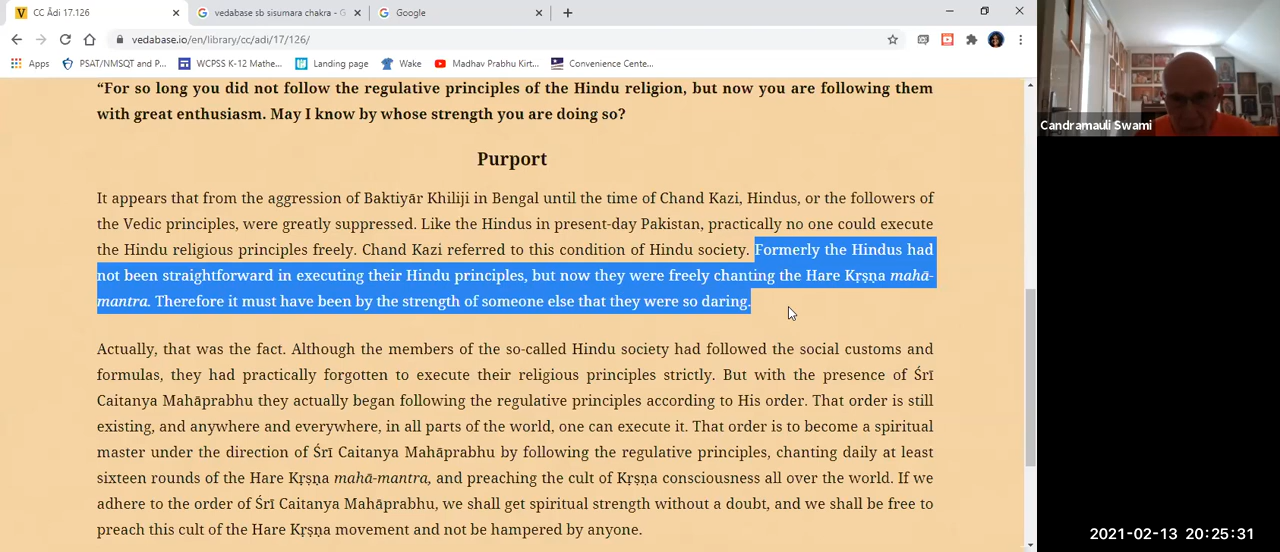 CC Ādi 17.126
vedabase sb sisumara chakra - G
Google
vedabase.io/en/library/cc/adi/17/126/
Apps
PSAT/NMSQT and P...
WCPSS K-12 Mathe...
Landing page
Wake
Madhav Prabhu Kirt...
Convenience Cente...
“For so long you did not follow the regulative principles of the Hindu religion, but now you are following them
with great enthusiasm. May I know by whose strength you are doing so?
Purport
It appears that from the aggression of Baktiyār Khiliji in Bengal until the time of Chand Kazi, Hindus, or the followers of
the Vedic principles, were greatly suppressed. Like the Hindus in present-day Pakistan, practically no one could execute
the Hindu religious principles freely. Chand Kazi referred to this condition of Hindu society. Formerly the Hindus had
not been straightforward in executing their Hindu principles, but now they were freely chanting the Hare Kṛṣṇa mahā-
mantra. Therefore it must have been by the strength of someone else that they were so daring.
Actually, that was the fact. Although the members of the so-called Hindu society had followed the social customs and
formulas, they had practically forgotten to execute their religious principles strictly. But with the presence of Śrī
Caitanya Mahāprabhu they actually began following the regulative principles according to His order. That order is still
existing, and anywhere and everywhere, in all parts of the world, one can execute it. That order is to become a spiritual
master under the direction of Śrī Caitanya Mahāprabhu by following the regulative principles, chanting daily at least
sixteen rounds of the Hare Kṛṣṇa mahā-mantra, and preaching the cult of Kṛṣṇa consciousness all over the world. If we
adhere to the order of Śrī Caitanya Mahāprabhu, we shall get spiritual strength without a doubt, and we shall be free to
preach this cult of the Hare Kṛṣṇa movement and not be hampered by anyone.
Candramauli Swami
2021-02-13 20:25:31